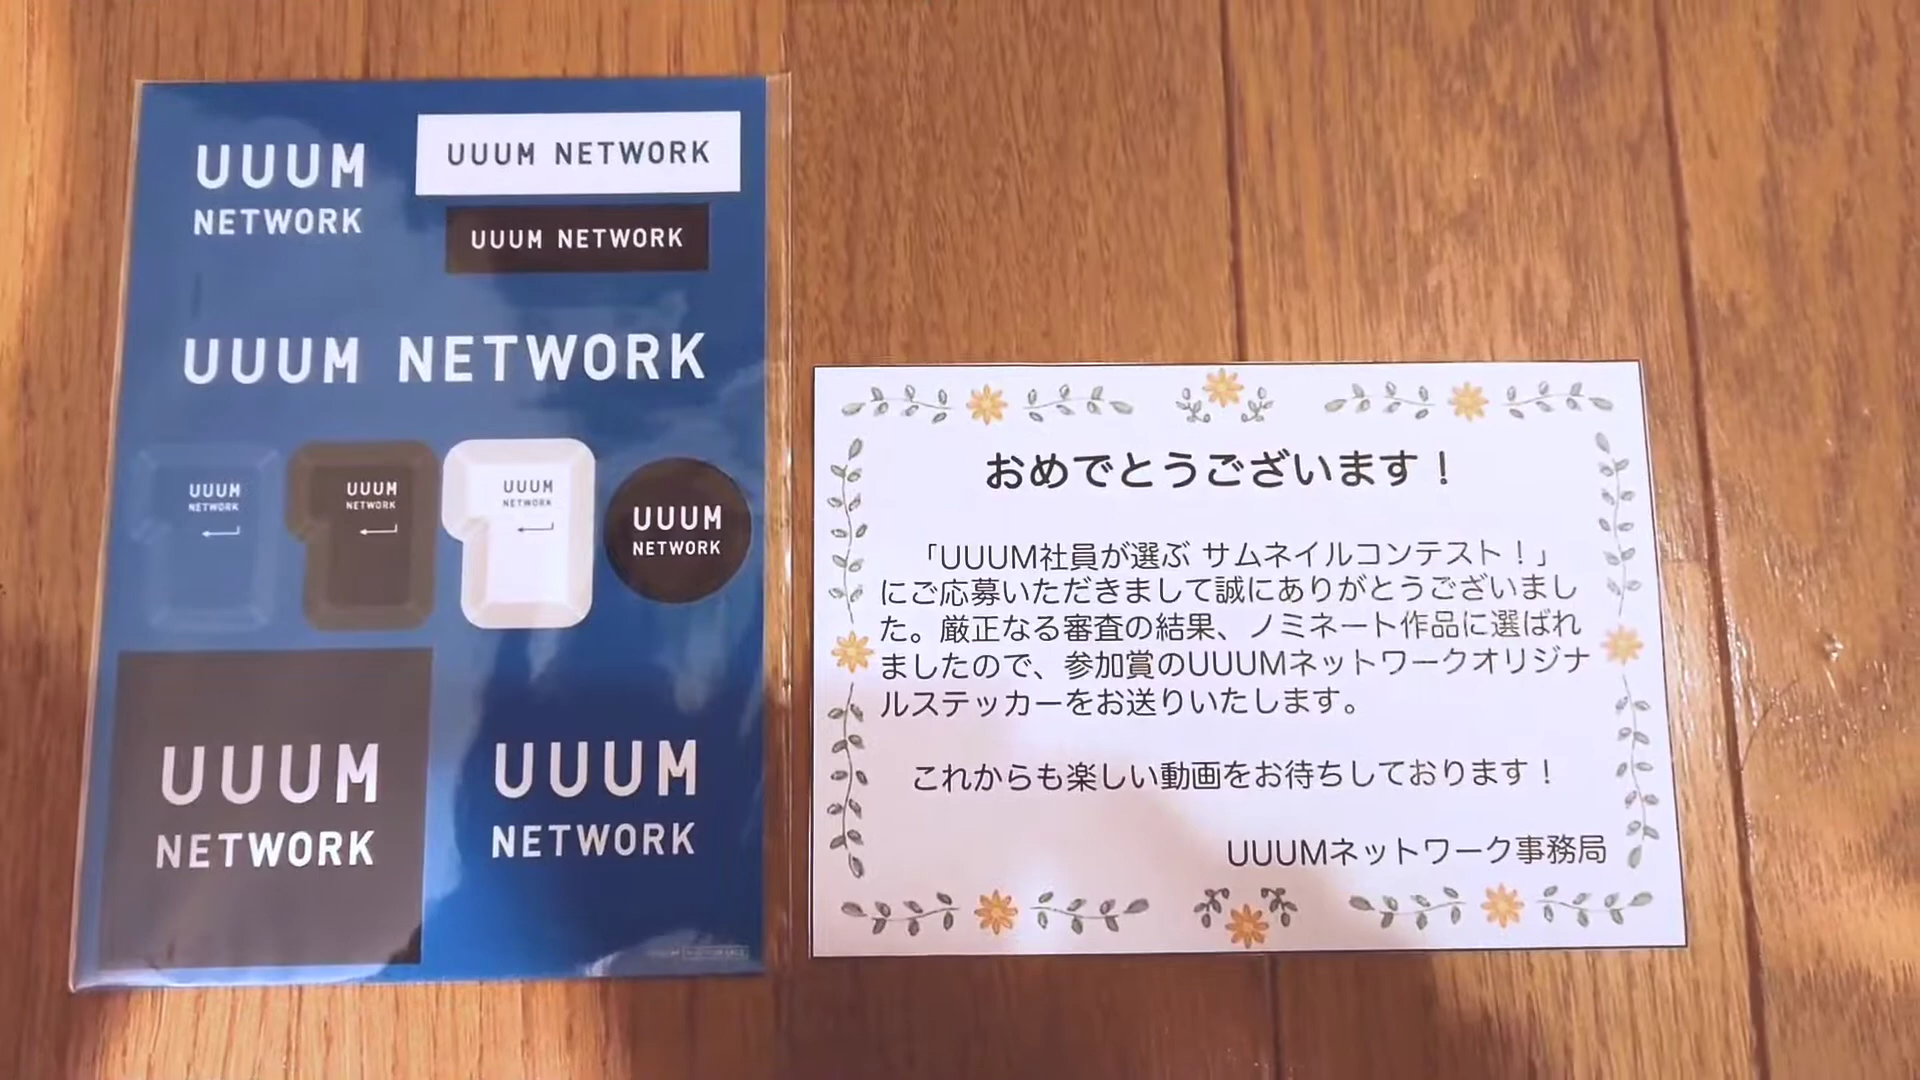 UUUM
NETWORK
UUUM NETWORK
UUUM NETWORK
UUUM NETWORK
UUUM
NETWORK
UUUM
NETWORK
UUUM
NETWORK
UUUM
NETWORK
UUUM
NETWORK
UUUM
NETWORK
おめでとうございます！
「UUUM社員が選ぶ サムネイルコンテスト！」
にご応募いただきまして誠にありがとうございまし
た。厳正なる審査の結果、ノミネート作品に選ばれ
ましたので、参加賞のUUUMネットワークオリジナ
ルステッカーをお送りいたします。
これからも楽しい動画をお待ちしております！
UUUMネットワーク事務局